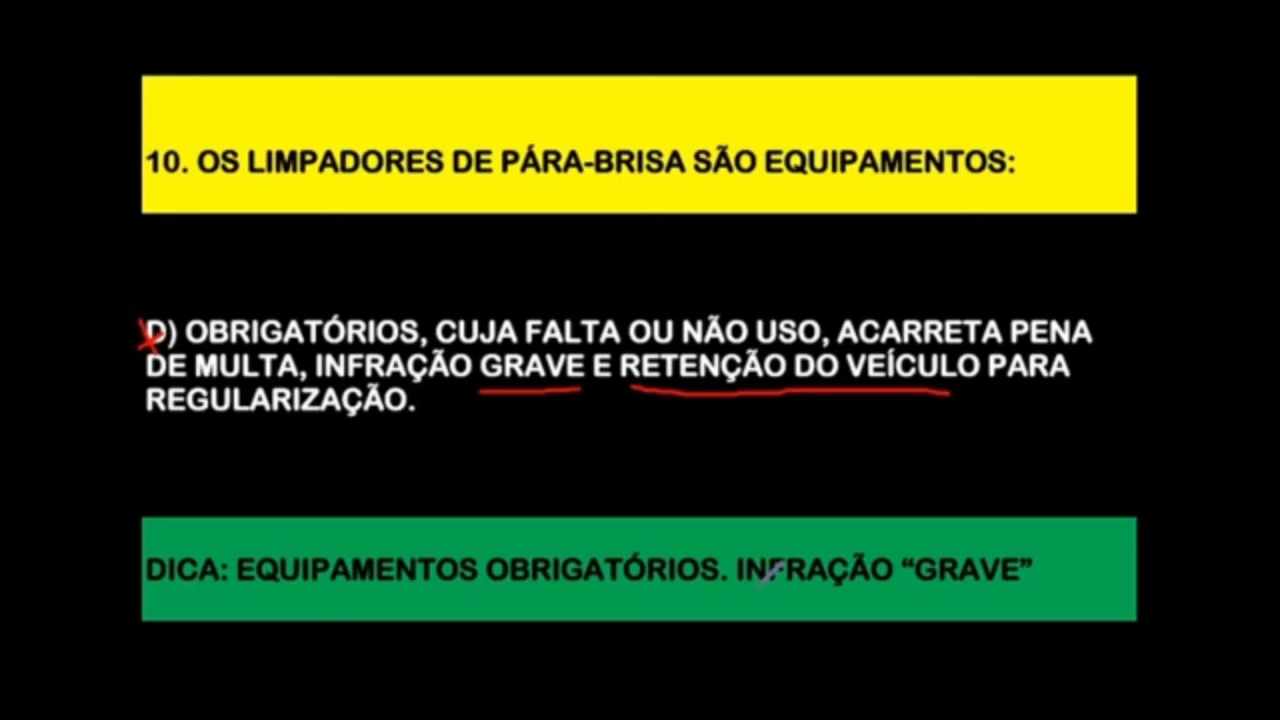 10. OS LIMPADORES DE PÁRA-BRISA SÃO EQUIPAMENTOS:
D) OBRIGATÓRIOS, CUJA FALTA OU NÃO USO, ACARRETA PENA
DE MULTA, INFRAÇÃO GRAVE E RETENÇÃO DO VEÍCULO PARA
REGULARIZAÇÃO.
DICA: EQUIPAMENTOS OBRIGATÓRIOS. INFRAÇÃO “GRAVE”